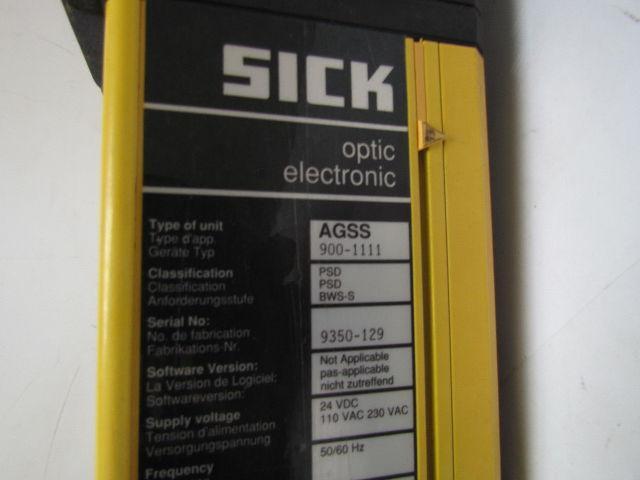 SICK
optic
electronic
Type of unit
Type d'app.
Geräte Typ
AGSS
900-1111
Classification
Classification
Anforderungsstufe
PSD
PSD
BWS-S
Serial No:
No. de fabrication
Fabrikations-Nr.
9350-129
Software Version:
La Version de Logiciel:
Softwareversion:
Not Applicable
pas-applicable
nicht zutreffend
Supply voltage
Tension d'alimentation
Versorgungspannung
24 VDC
110 VAC 230 VAC
Frequency
50/60 Hz